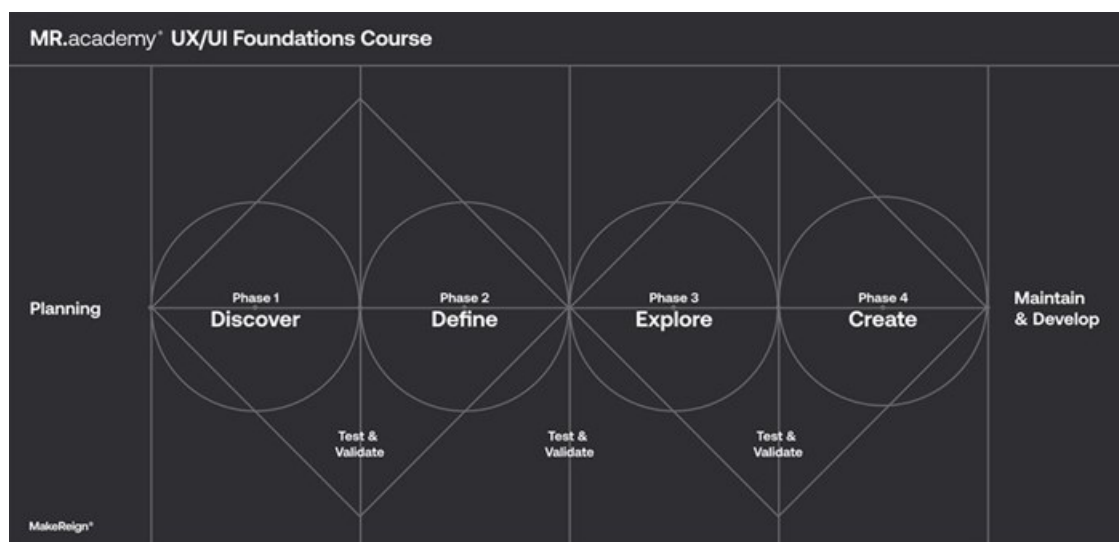 MR.academy® UX/UI Foundations Course
Planning
Phase 1
Discover
Phase 2
Define
Phase 3
Explore
Phase 4
Create
Maintain
& Develop
Test &
Validate
Test &
Validate
Test &
Validate
MakeReign®